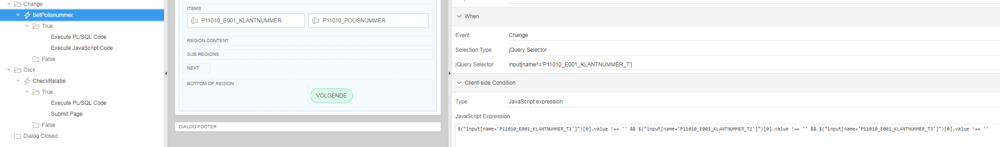 Change
SetPolisnummer
True
Execute PL/SQL Code
Execute JavaScript Code
False
Click
CheckRelatie
True
Execute PL/SQL Code
Submit Page
False
Dialog Closed
ITEMS
P11010_E001_KLANTNUMMER
P11010_POLISNUMMER
REGION CONTENT
SUB REGIONS
NEXT
BOTTOM OF REGION
VOLGENDE
DIALOG FOOTER
When
Event Change
Selection Type jQuery Selector
jQuery Selector input[name^='P11010_E001_KLANTNUMMER_T']
Client-side Condition
Type JavaScript expression
JavaScript Expression
$("input[name='P11010_E001_KLANTNUMMER_T1']")[0].value !== '' && $("input[name='P11010_E001_KLANTNUMMER_T2']")[0].value !== '' && $("input[name='P11010_E001_KLANTNUMMER_T3']")[0].value !== ''